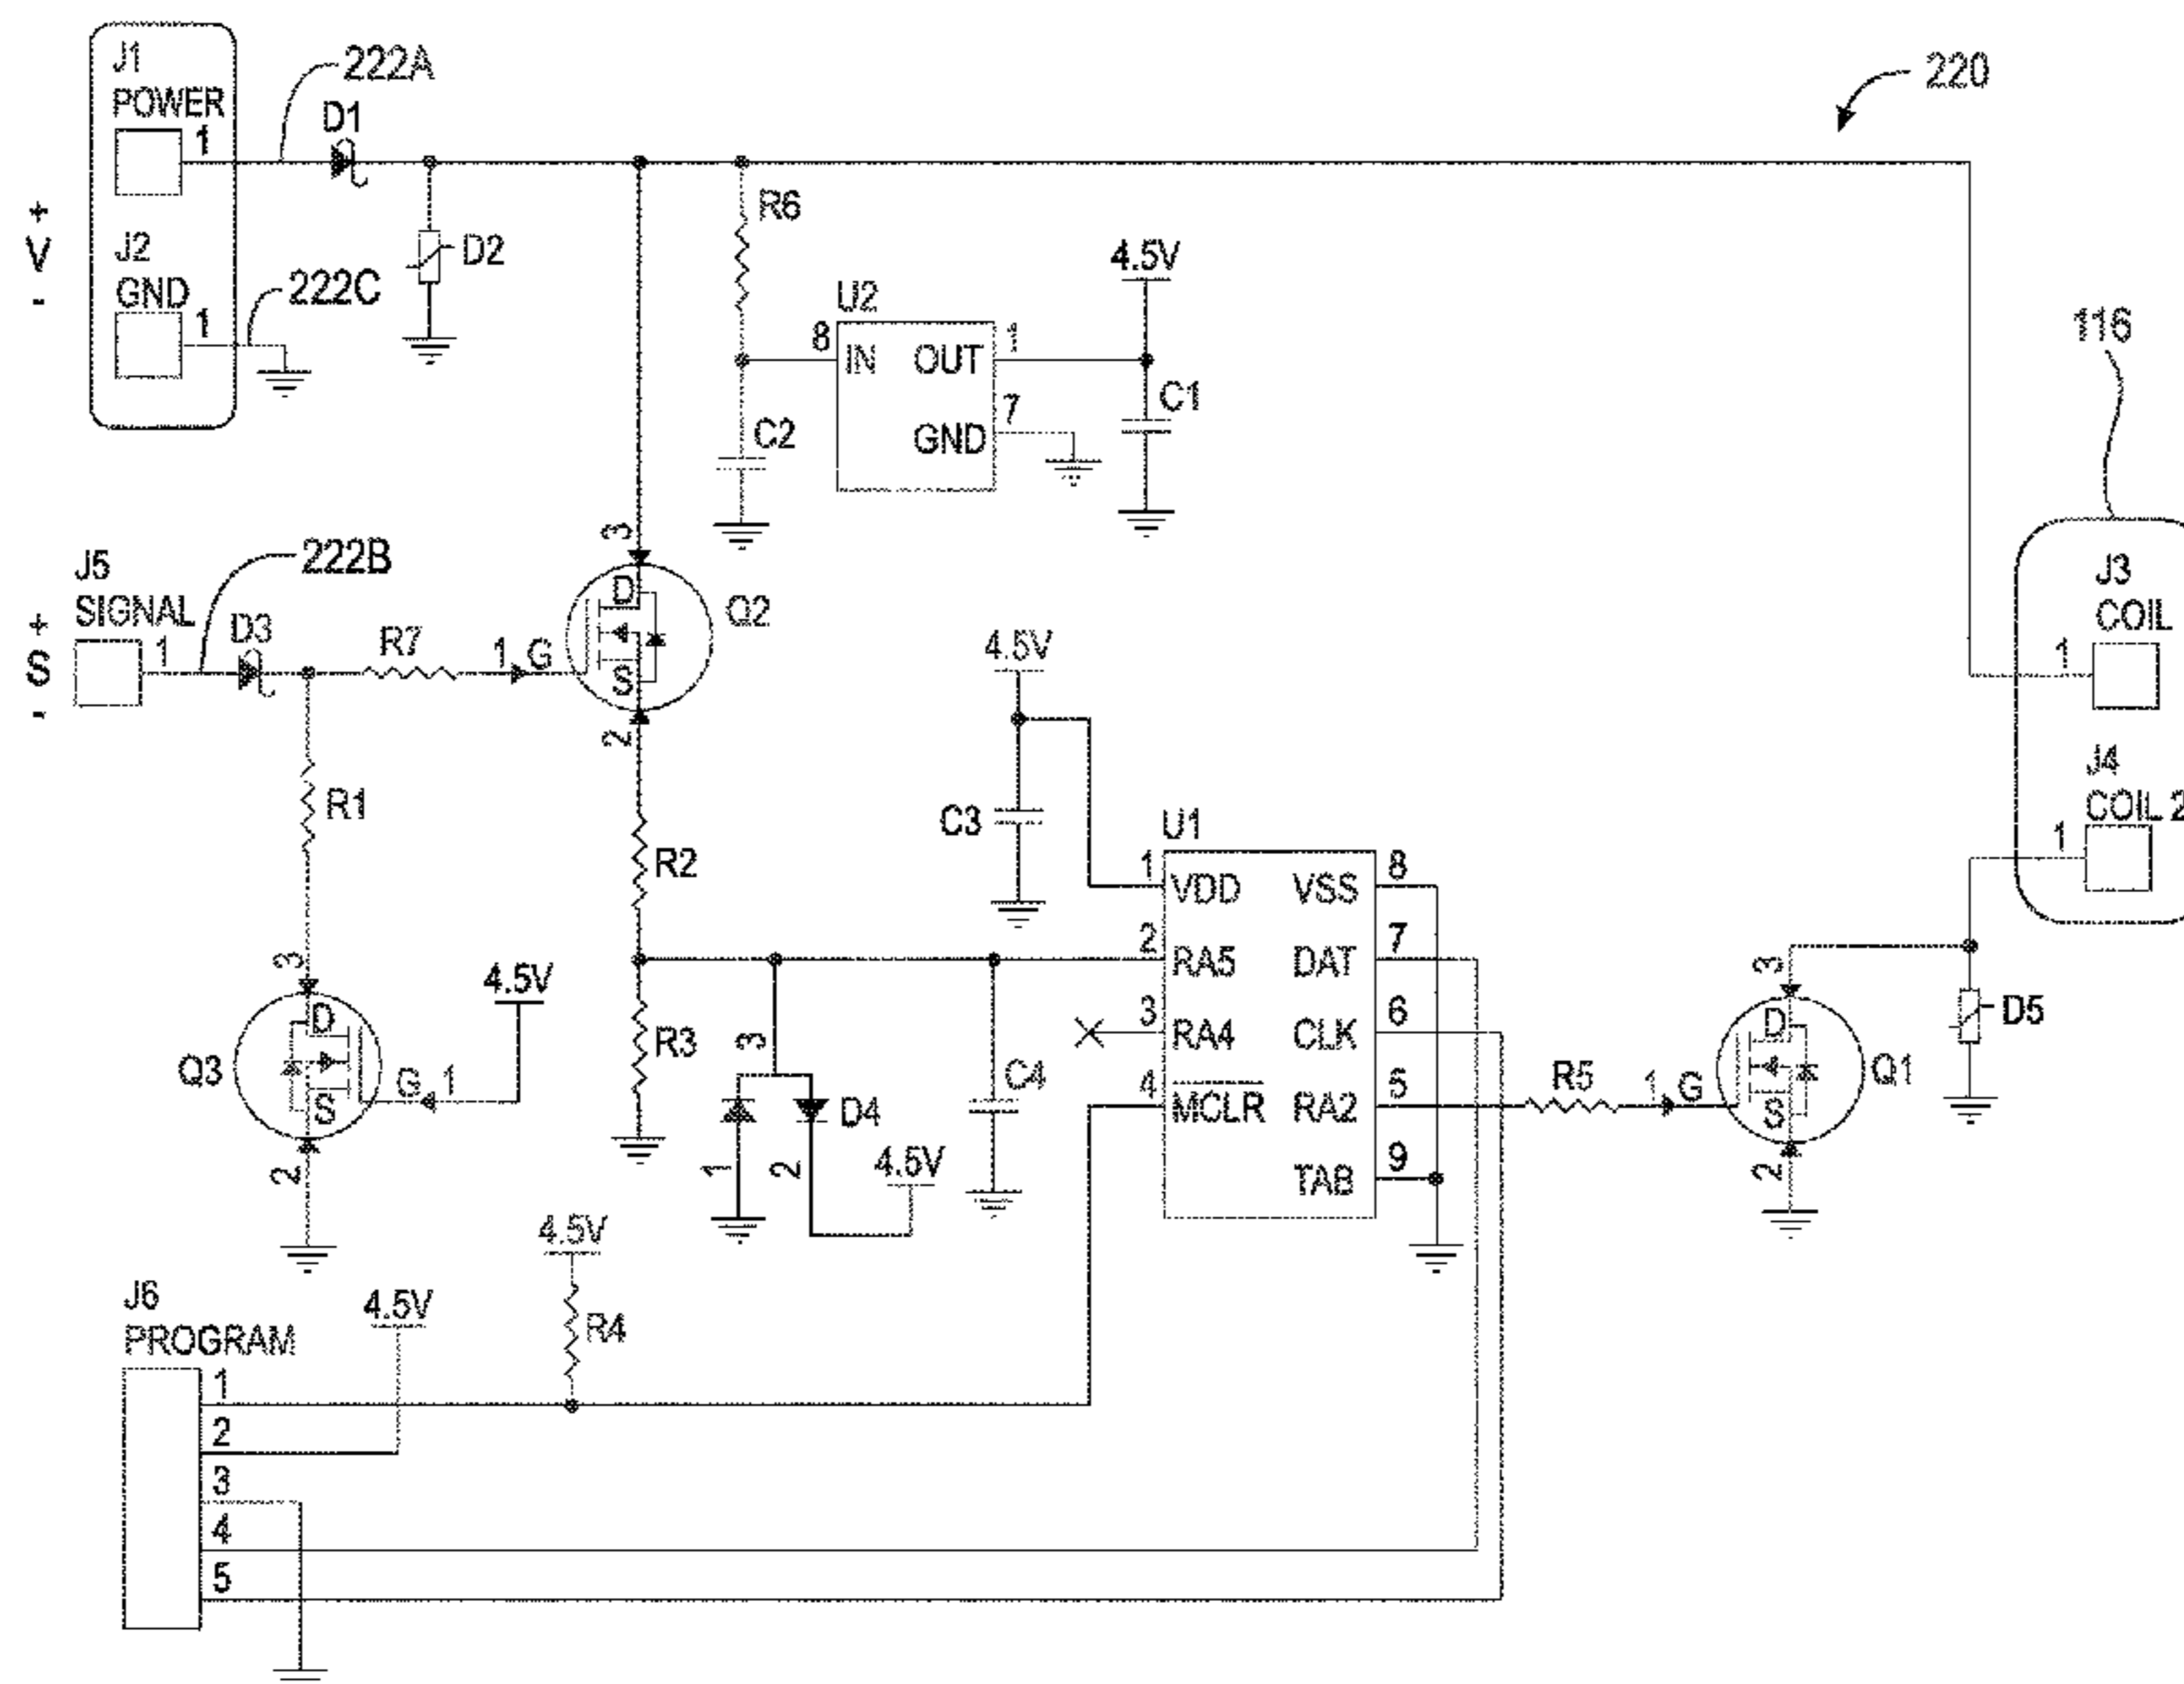 J1
POWER
1
222A
D1
220
+
V
-
J2
GND
1
222C
D2
R6
U2
8
IN
OUT
1
7
GND
4.5V
C1
C2
116
J5
SIGNAL
1
222B
+
S
-
D3
R7
1
G
3
D
S
2
Q2
J3
COIL
1
J4
COIL 2
1
R1
R2
4.5V
C3
U1
1
VDD
VSS
8
2
RA5
DAT
7
3
RA4
CLK
6
4
MCLR
RA2
5
TAB
9
3
D
S
2
Q3
G
1
4.5V
R3
3
1
2
D4
4.5V
C4
R5
1
G
3
D
S
2
Q1
D5
4.5V
R4
J6
PROGRAM
4.5V
1
2
3
4
5